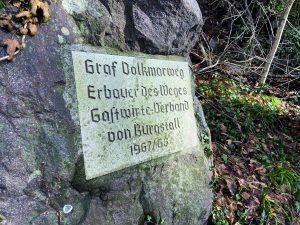 Graf Volkmarweg
Erbauer des Weges
Gastwirte-Verband
von Burgstall
1967/68